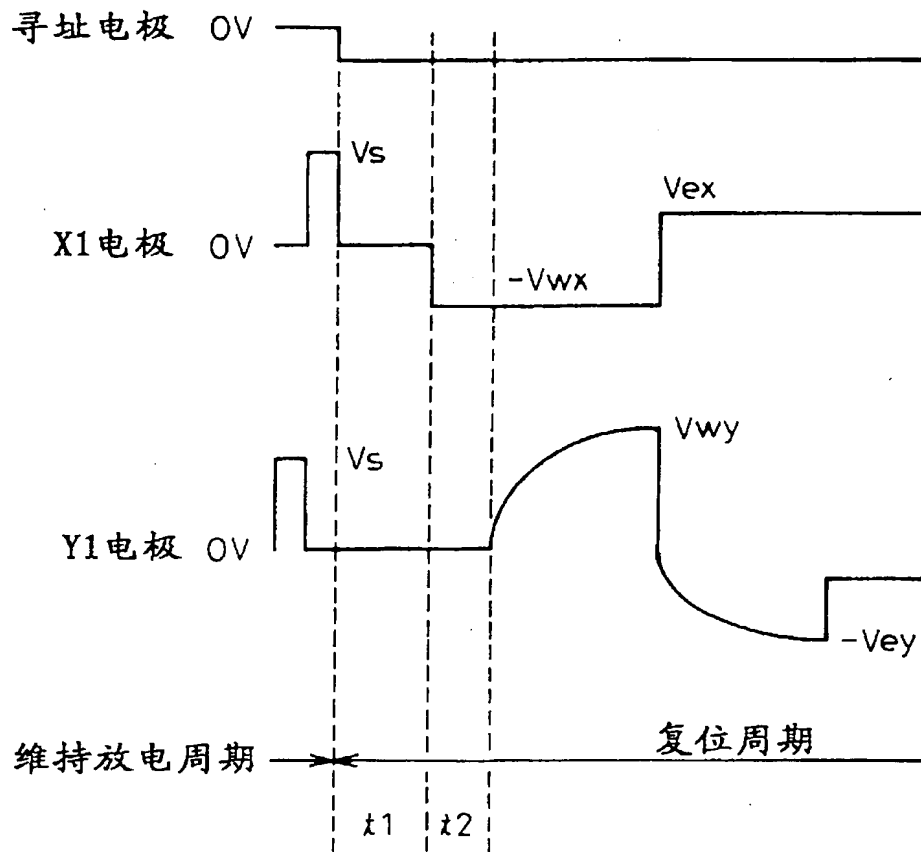 寻址电极 0V
Vs
Vex
X1电极 0V
-Vwx
Vwy
Vs
Y1电极 0V
-Vey
维持放电周期
复位周期
t1 t2